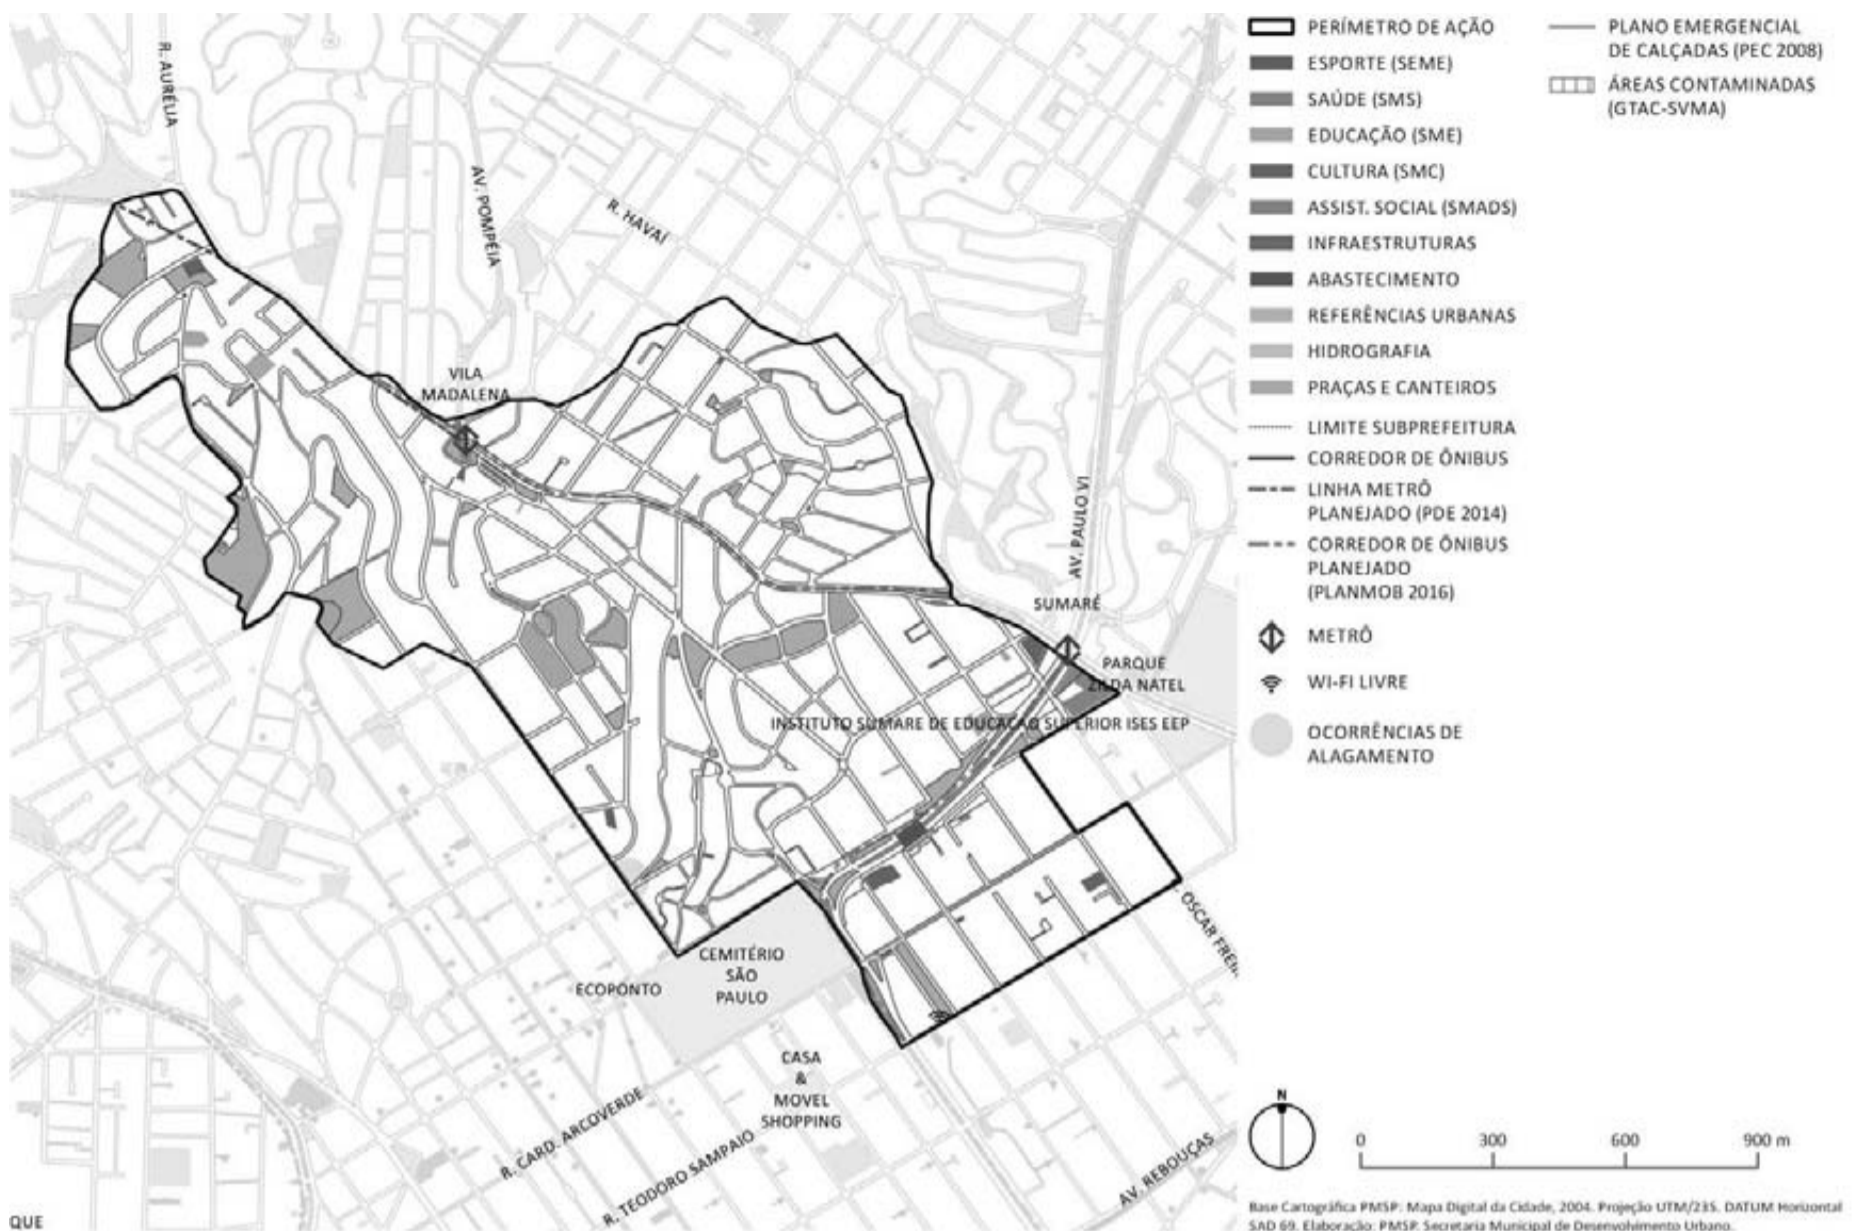 R. AURÉLIA
AV. POMPÉIA
R. HAVAÍ
VILA
MADALENA
AV. PAULO VI
SUMARÉ
PARQUE
ZILDA NATEL
INSTITUTO SUMARE DE EDUCAÇAO SUPERIOR ISES EEP
OSCAR FREIRE
CEMITÉRIO
SÃO
PAULO
ECOPONTO
CASA
&
MOVEL
SHOPPING
R. CARD. ARCOVERDE
R. TEODORO SAMPAIO
AV. REBOUÇAS
QUE
PERÍMETRO DE AÇÃO
ESPORTE (SEME)
SAÚDE (SMS)
EDUCAÇÃO (SME)
CULTURA (SMC)
ASSIST. SOCIAL (SMADS)
INFRAESTRUTURAS
ABASTECIMENTO
REFERÊNCIAS URBANAS
HIDROGRAFIA
PRAÇAS E CANTEIROS
LIMITE SUBPREFEITURA
CORREDOR DE ÔNIBUS
LINHA METRÔ
PLANEJADO (PDE 2014)
CORREDOR DE ÔNIBUS
PLANEJADO
(PLANMOB 2016)
METRÔ
WI-FI LIVRE
OCORRÊNCIAS DE
ALAGAMENTO
PLANO EMERGENCIAL
DE CALÇADAS (PEC 2008)
ÁREAS CONTAMINADAS
(GTAC-SVMA)
N
0 300 600 900 m
Base Cartográfica PMSP: Mapa Digital da Cidade, 2004. Projeção UTM/23S. DATUM Horizontal
SAD 69. Elaboração: PMSP. Secretaria Municipal de Desenvolvimento Urbano.